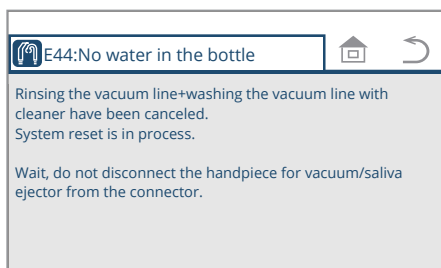 E44:No water in the bottle
Rinsing the vacuum line+washing the vacuum line with
cleaner have been canceled.
System reset is in process.
Wait, do not disconnect the handpiece for vacuum/saliva
ejector from the connector.